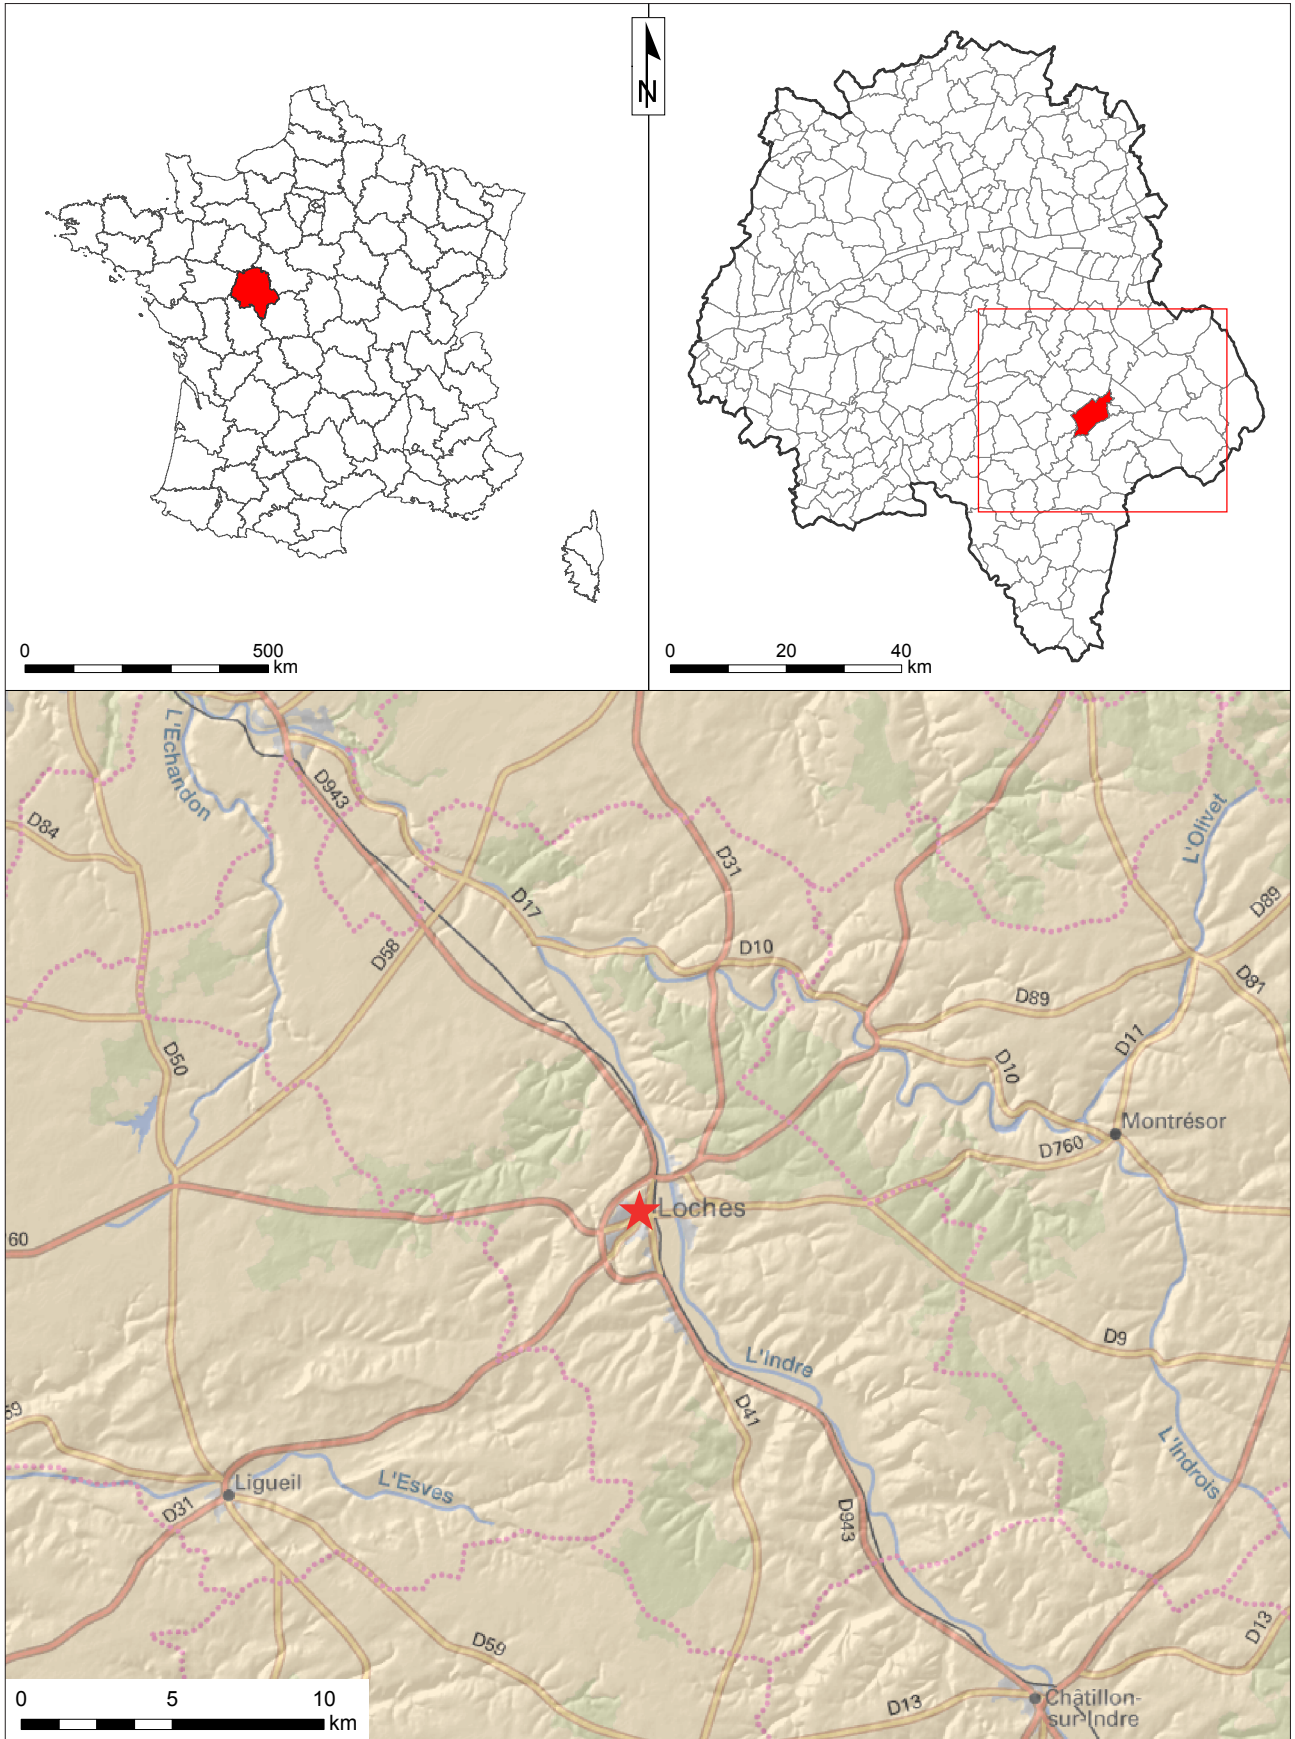 N
0 500 km
0 20 40 km
L'Echandon
D943
D84
D31
L'Olivet
D17
D89
D58
D10
D81
D89
D11
D50
D10
Montrésor
D760
Loches
60
D9
L'Indre
D41
59
L'Indrois
Ligueil
L'Esves
D31
D943
D13
D59
0 5 10 km
D13
Châtillon-
sur-Indre